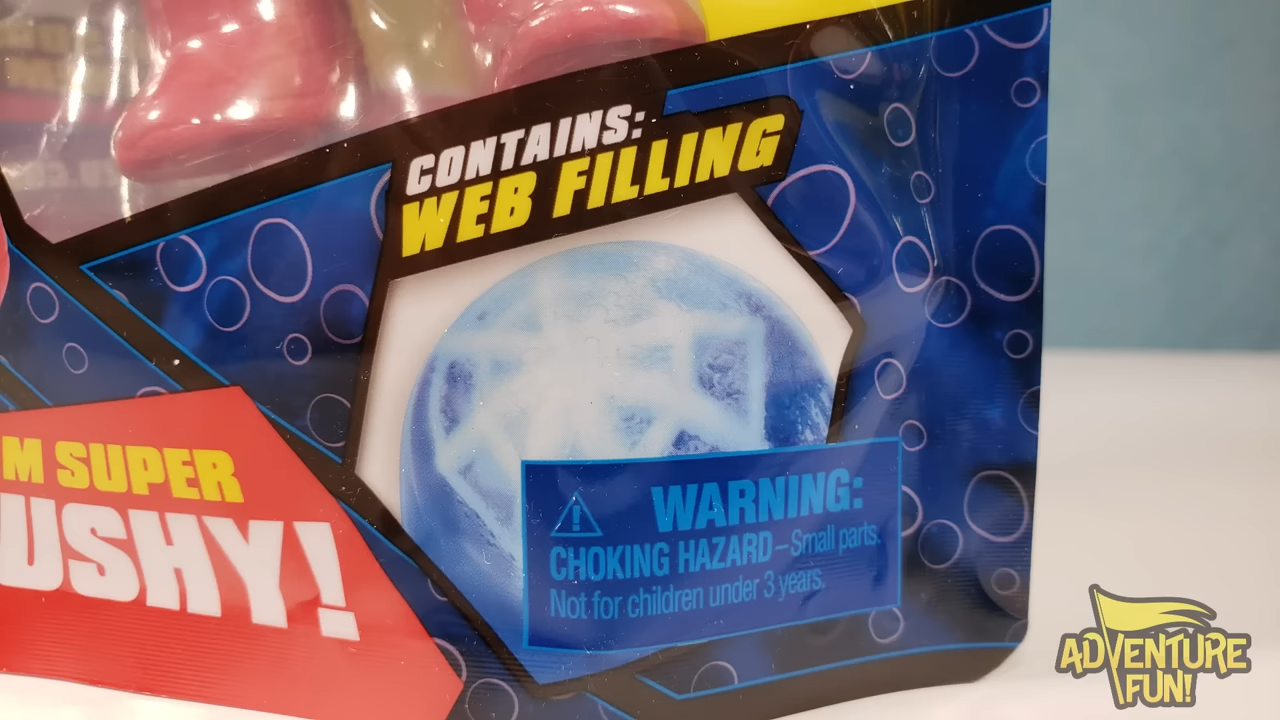 CONTAINS:
WEB FILLING
M SUPER
USHY!
WARNING:
CHOKING HAZARD–Small parts.
Not for children under 3 years.
ADVENTURE
FUN!